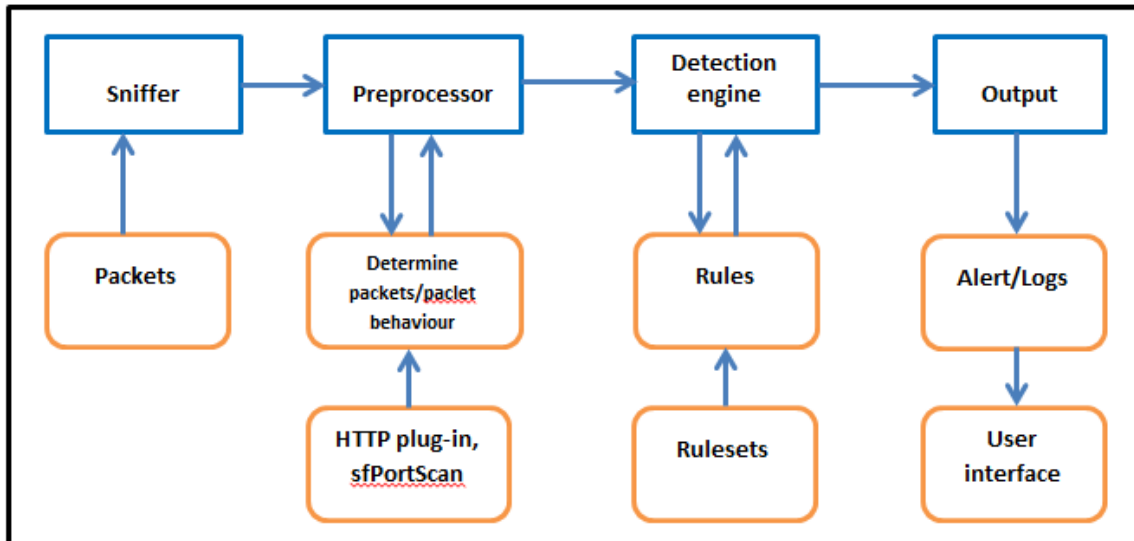 Sniffer
Preprocessor
Detection
engine
Output
Packets
Determine
packets/paclet
behaviour
Rules
Alert/Logs
HTTP plug-in,
sfPortScan
Rulesets
User
interface